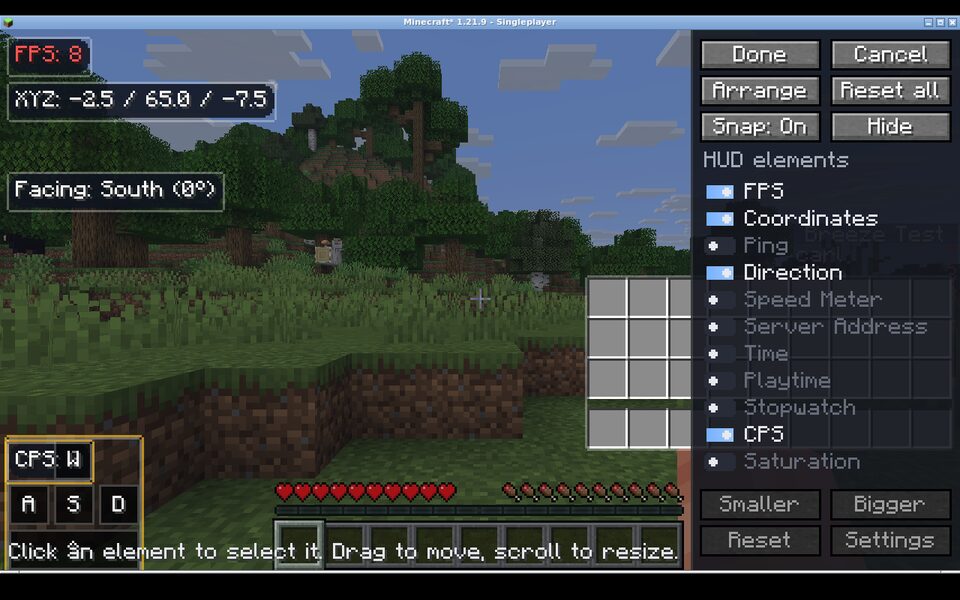 Minecraft* 1.21.9 - Singleplayer
FPS: 8
XYZ: -2.5 / 65.0 / -7.5
Facing: South (0°)
Done
Cancel
Arrange
Reset all
Snap: On
Hide
HUD elements
FPS
Coordinates
Ping
Direction
Speed Meter
Server Address
Time
Playtime
Stopwatch
CPS
Saturation
Smaller
Bigger
Reset
Settings
CPS: W
A S D
Click an element to select it. Drag to move, scroll to resize.